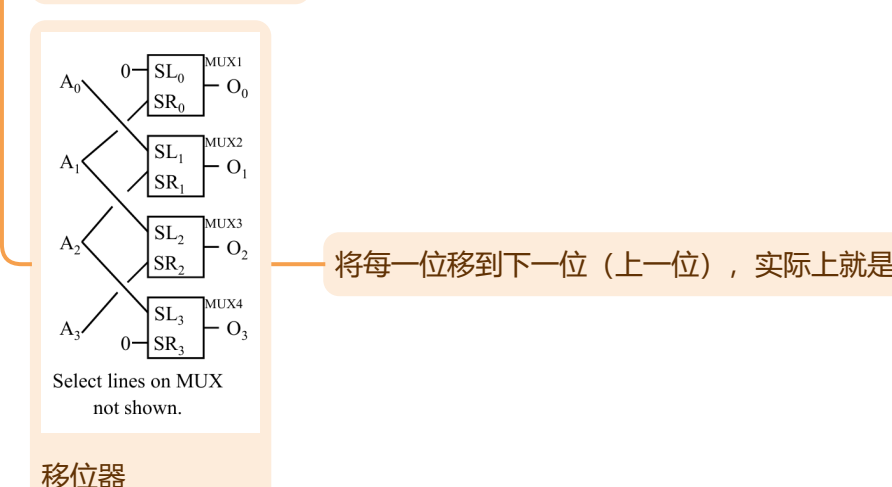 0 SL₀ MUX1
A₀ O₀
SR₀
MUX2
A₁ SL₁ O₁
SR₁
MUX3
A₂ SL₂ O₂
SR₂
MUX4
A₃ SL₃ O₃
0 SR₃
Select lines on MUX
not shown.
移位器
将每一位移到下一位（上一位），实际上就是